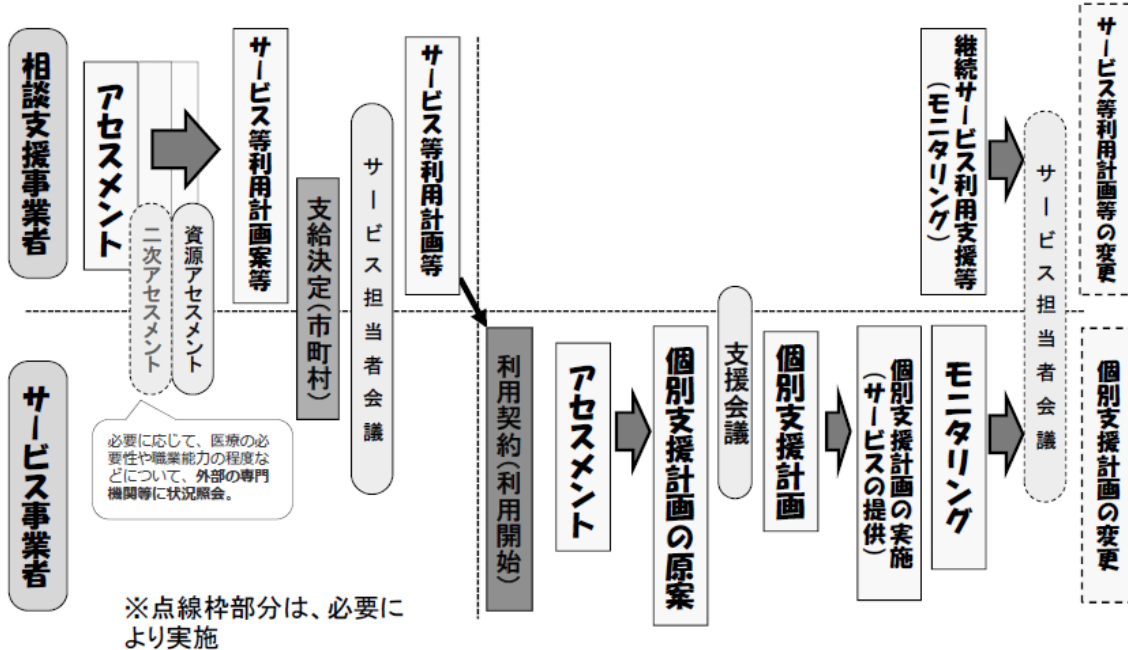 相談支援事業者
アセスメント
二次アセスメント
資源アセスメント
サービス等利用計画案等
支給決定(市町村)
サービス担当者会議
サービス等利用計画等
継続サービス利用支援等
(モニタリング)
サービス担当者会議
サービス等利用計画等の変更
サービス事業者
必要に応じて、医療の必
要性や職業能力の程度な
どについて、外部の専門
機関等に状況照会。
利用契約(利用開始)
アセスメント
個別支援計画の原案
支援会議
個別支援計画
個別支援計画の実施
(サービスの提供)
モニタリング
個別支援計画の変更
※点線枠部分は、必要に
より実施